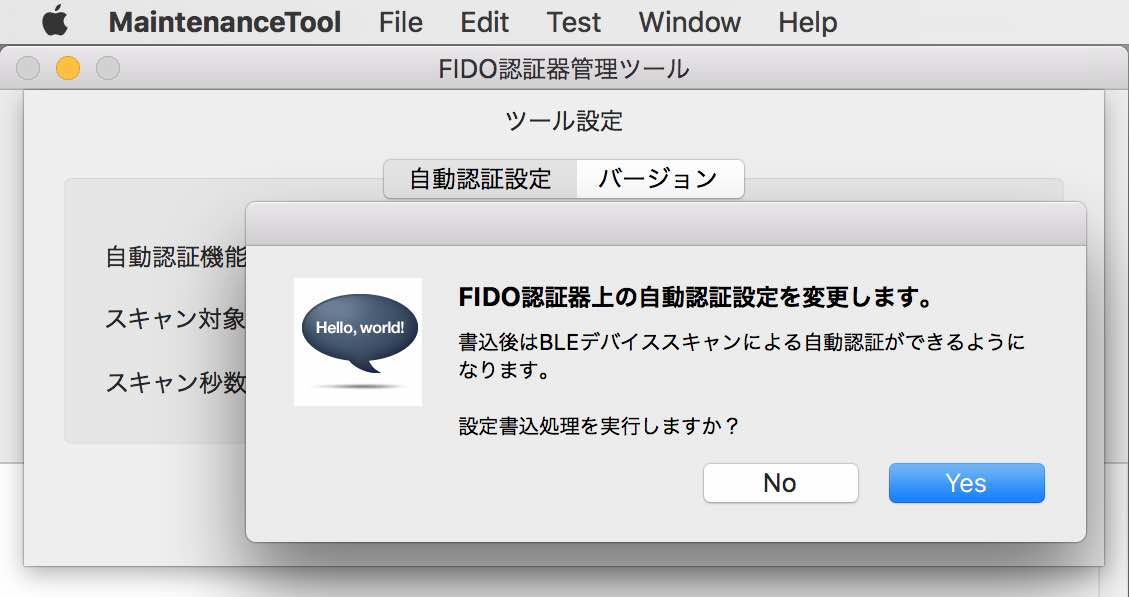 MaintenanceTool File Edit Test Window Help
FIDO認証器管理ツール
ツール設定
自動認証設定 バージョン
自動認証機能
スキャン対象
スキャン秒数
Hello, world!
FIDO認証器上の自動認証設定を変更します。
書込後はBLEデバイススキャンによる自動認証ができるように
なります。
設定書込処理を実行しますか？
No Yes